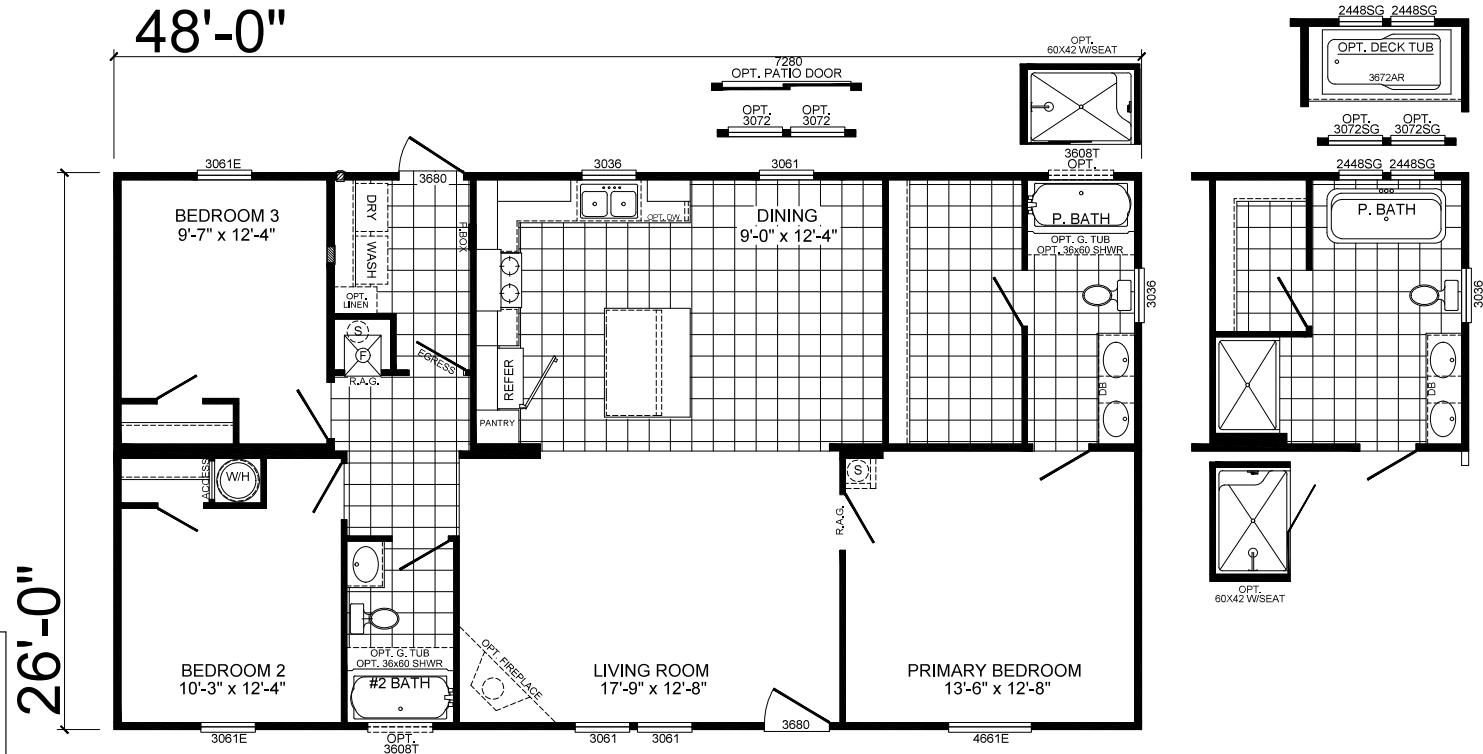 48'-0"
26'-0"
OPT.
60X42 W/SEAT
7280
OPT. PATIO DOOR
OPT.
3072
OPT.
3072
3061E
3680
3036
3061
3608T
OPT.
BEDROOM 3
9'-7" x 12'-4"
DRY
WASH
OPT.
LINEN
P.BOX
S
F
R.A.G.
EGRESS
OPT. DW.
DINING
9'-0" x 12'-4"
REFER
PANTRY
P. BATH
OPT. G. TUB
OPT. 36x60 SHWR
3036
DB
ACCESS
W/H
BEDROOM 2
10'-3" x 12'-4"
3061E
OPT. G. TUB
OPT. 36x60 SHWR
#2 BATH
OPT.
3608T
OPT. FIREPLACE
LIVING ROOM
17'-9" x 12'-8"
3061
3061
3680
S
R.A.G.
PRIMARY BEDROOM
13'-6" x 12'-8"
4661E
2448SG
2448SG
OPT. DECK TUB
3672AR
OPT.
3072SG
OPT.
3072SG
2448SG
2448SG
P. BATH
3036
DB
OPT.
60X42 W/SEAT